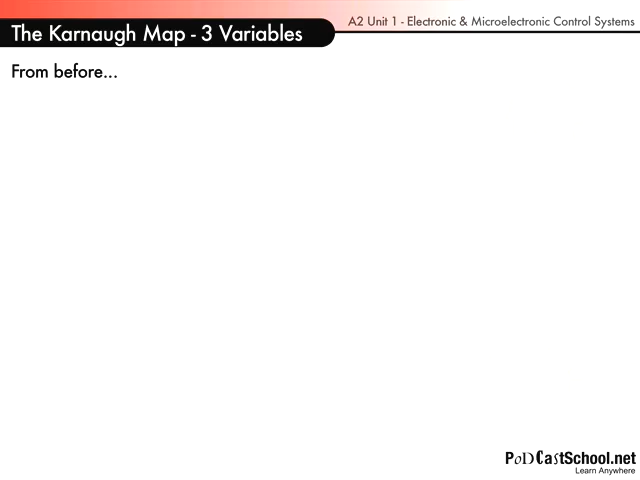 A2 Unit 1 - Electronic & Microelectronic Control Systems
The Karnaugh Map - 3 Variables
From before...
PoDCastSchool.net
Learn Anywhere